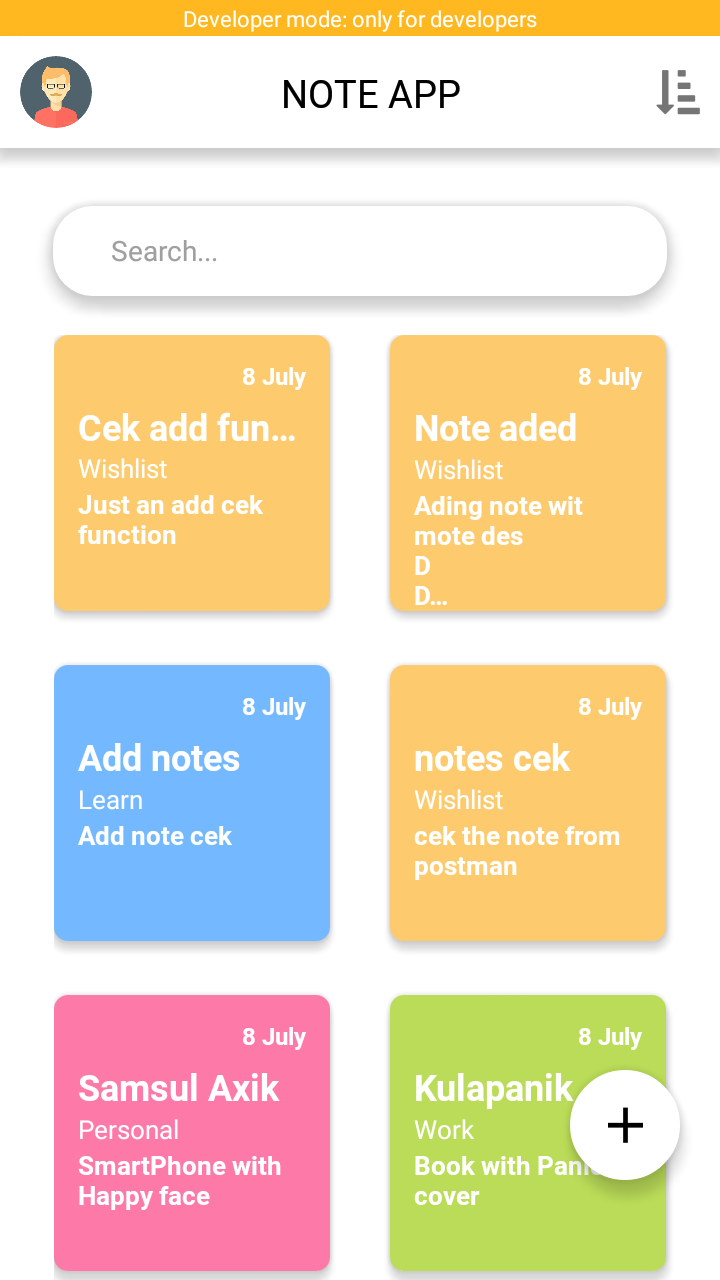 Developer mode: only for developers
NOTE APP
Search...
8 July
Cek add fun...
Wishlist
Just an add cek
function
8 July
Note aded
Wishlist
Ading note wit
mote des
D
D...
8 July
Add notes
Learn
Add note cek
8 July
notes cek
Wishlist
cek the note from
postman
8 July
Samsul Axik
Personal
SmartPhone with
Happy face
8 July
Kulapanik
Work
Book with
cover